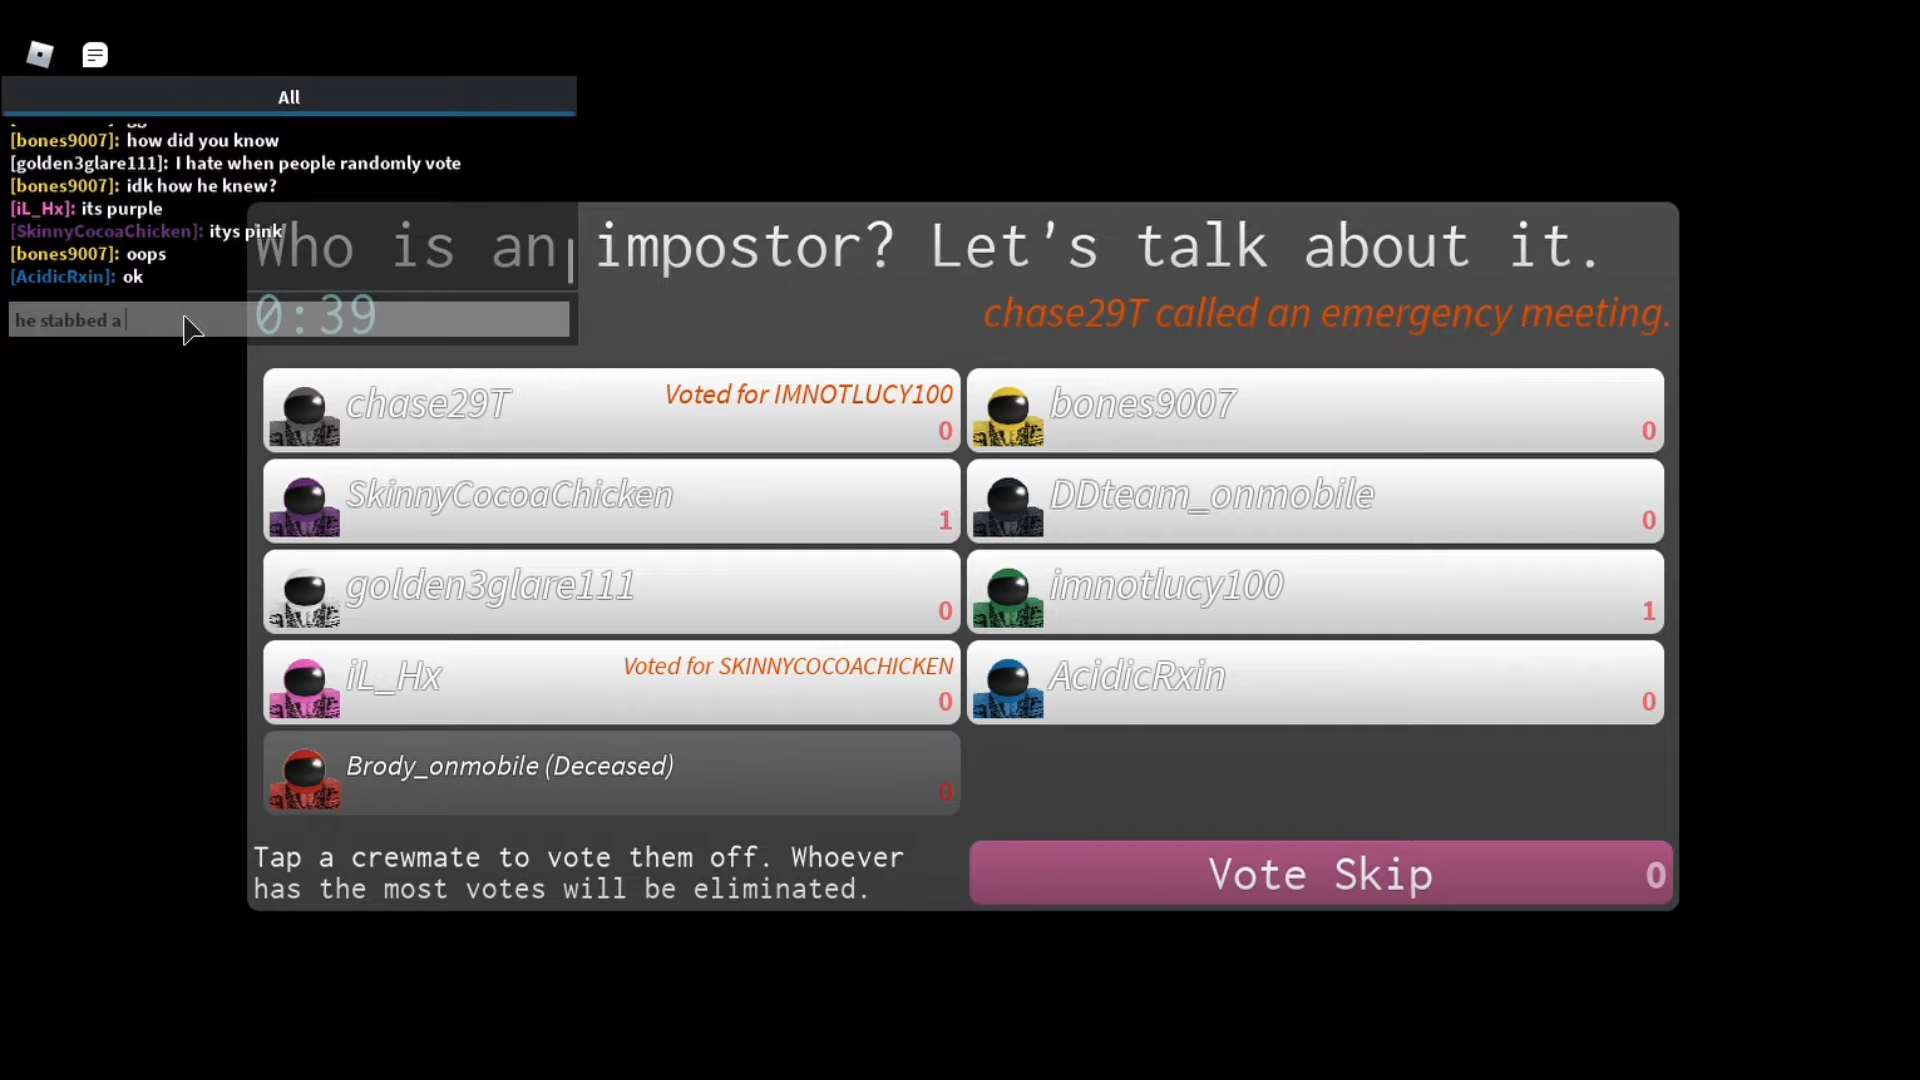 All
[bones9007]: how did you know
[golden3glare111]: I hate when people randomly vote
[bones9007]: idk how he knew?
[iL_Hx]: its purple
[SkinnyCocoaChicken]: itys pink
[bones9007]: oops
[AcidicRxin]: ok
he stabbed a
Who is an impostor? Let's talk about it.
0:39
chase29T called an emergency meeting.
chase29T
Voted for IMNOTLUCY100
0
bones9007
0
SkinnyCocoaChicken
1
DDteam_onmobile
0
golden3glare111
0
imnotlucy100
1
iL_Hx
Voted for SKINNYCOCOACHICKEN
0
AcidicRxin
0
Brody_onmobile (Deceased)
0
Tap a crewmate to vote them off. Whoever
has the most votes will be eliminated.
Vote Skip
0